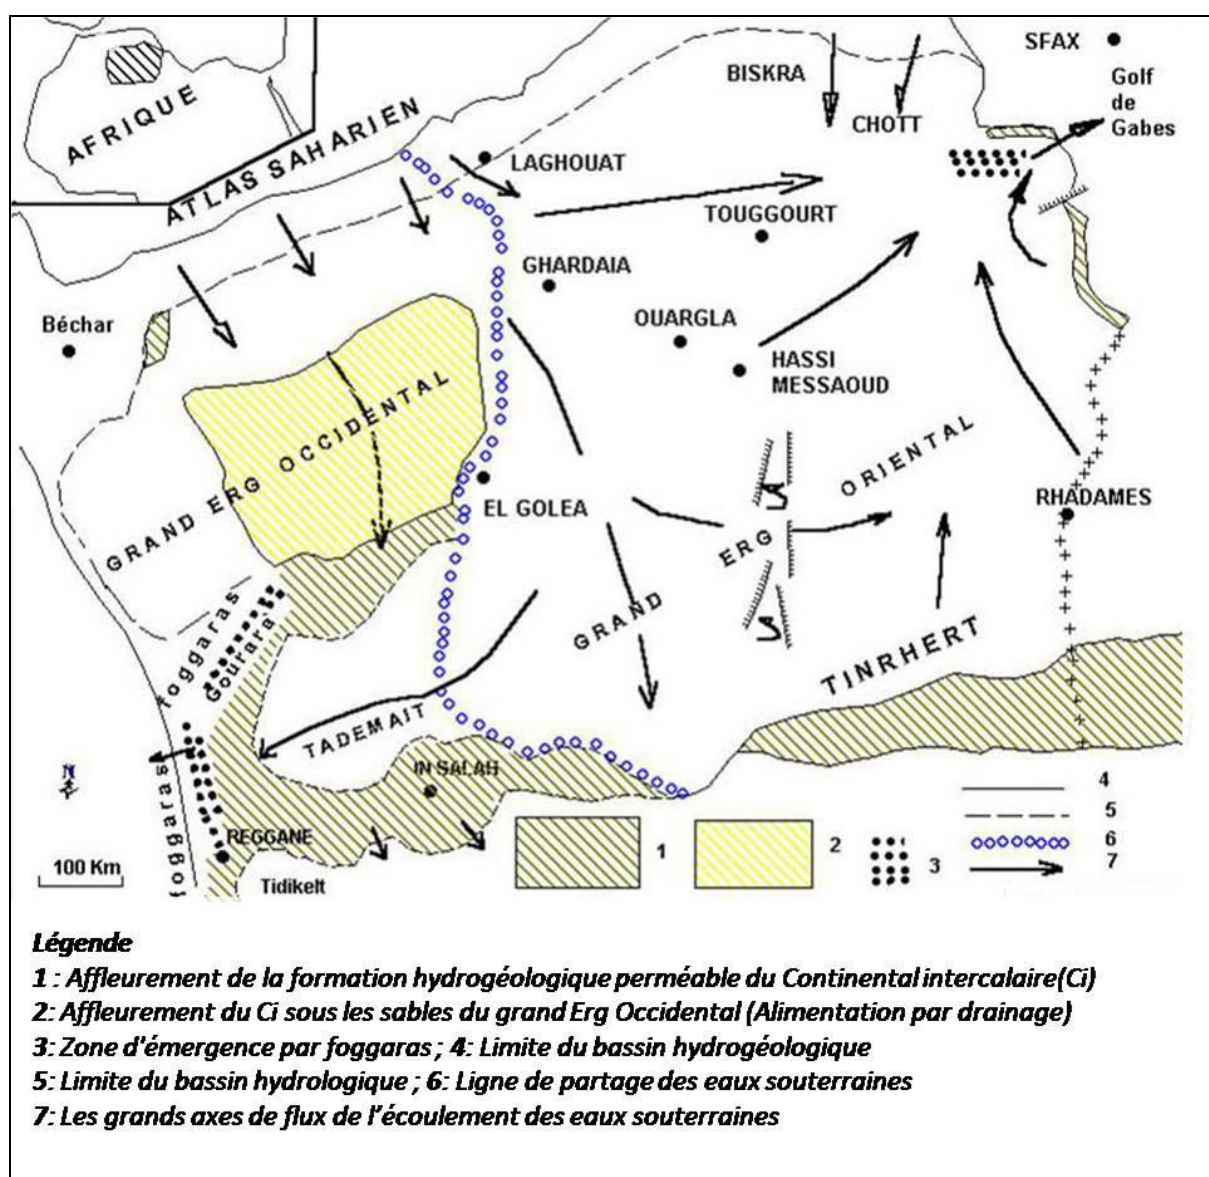 AFRIQUE
ATLAS SAHARIEN
SFAX
Golf
de
Gabes
BISKRA
CHOTT
LAGHOUAT
TOUGGOURT
GHARDAIA
Béchar
OUARGLA
HASSI
MESSAOUD
GRAND ERG OCCIDENTAL
EL GOLEA
GRAND ERG ORIENTAL
RHADAMES
foggaras
Gourara
TINRHERT
TADEMAIT
IN SALAH
N
foggaras
REGGANE
100 Km
Tidikelt
1
2
3
4
5
6
7
Légende
1 : Affleurement de la formation hydrogéologique perméable du Continental intercalaire(Ci)
2: Affleurement du Ci sous les sables du grand Erg Occidental (Alimentation par drainage)
3: Zone d'émergence par foggaras ; 4: Limite du bassin hydrogéologique
5: Limite du bassin hydrologique ; 6: Ligne de partage des eaux souterraines
7: Les grands axes de flux de l’écoulement des eaux souterraines